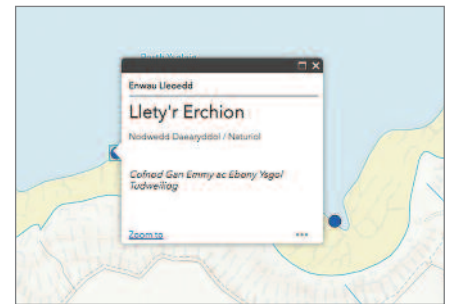 Enwau Lleoedd
Llety'r Erchion
Nodwedd Daearyddol / Naturiol
Cofnod Gan Emmy ac Ebony Ysgol
Tudweiliog
Zoom to